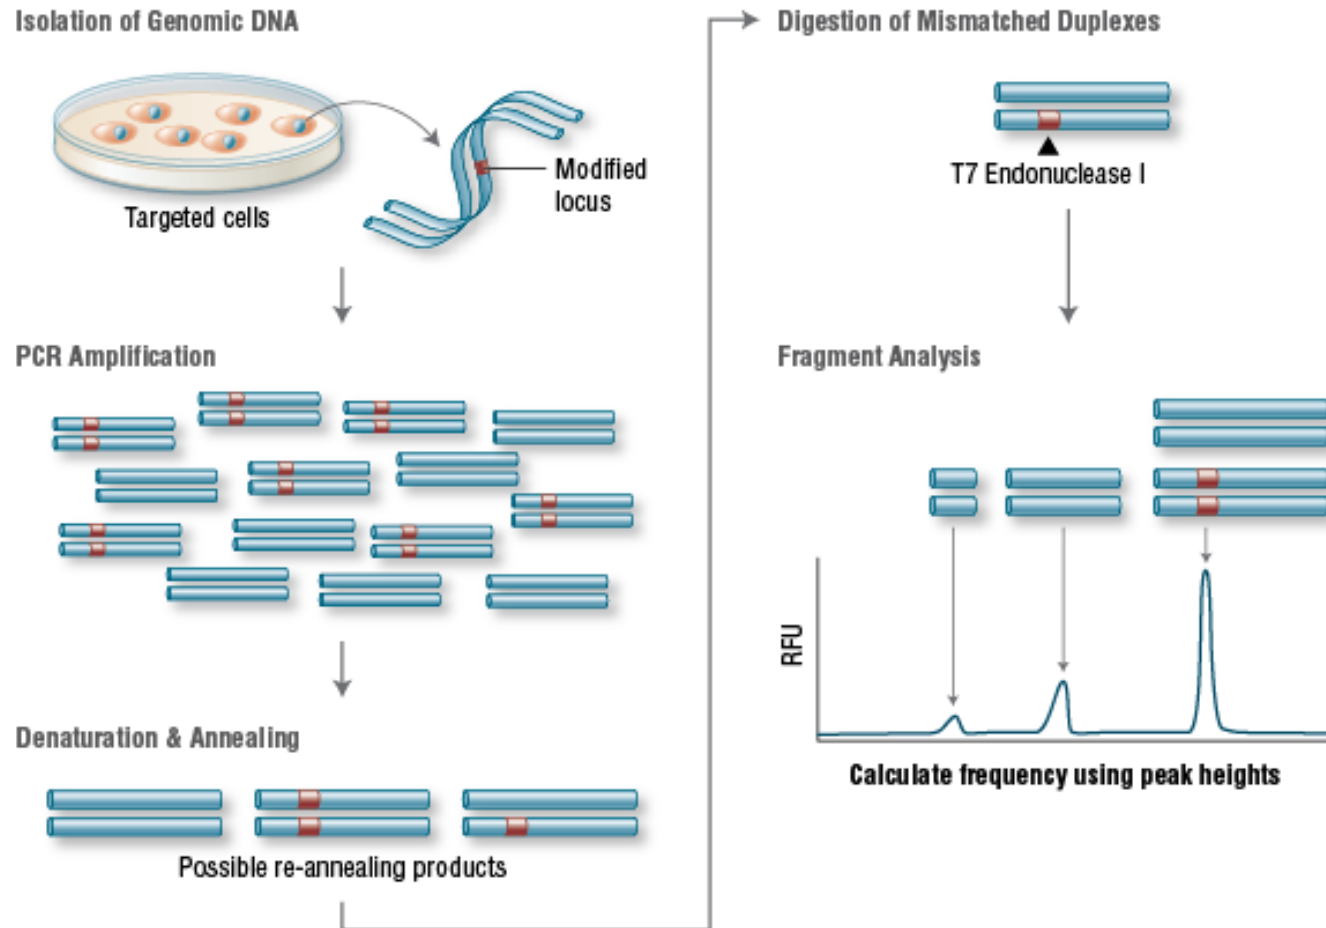 Isolation of Genomic DNA
Targeted cells
Modified
locus
PCR Amplification
Denaturation & Annealing
Possible re-annealing products
Digestion of Mismatched Duplexes
T7 Endonuclease I
Fragment Analysis
RFU
Calculate frequency using peak heights